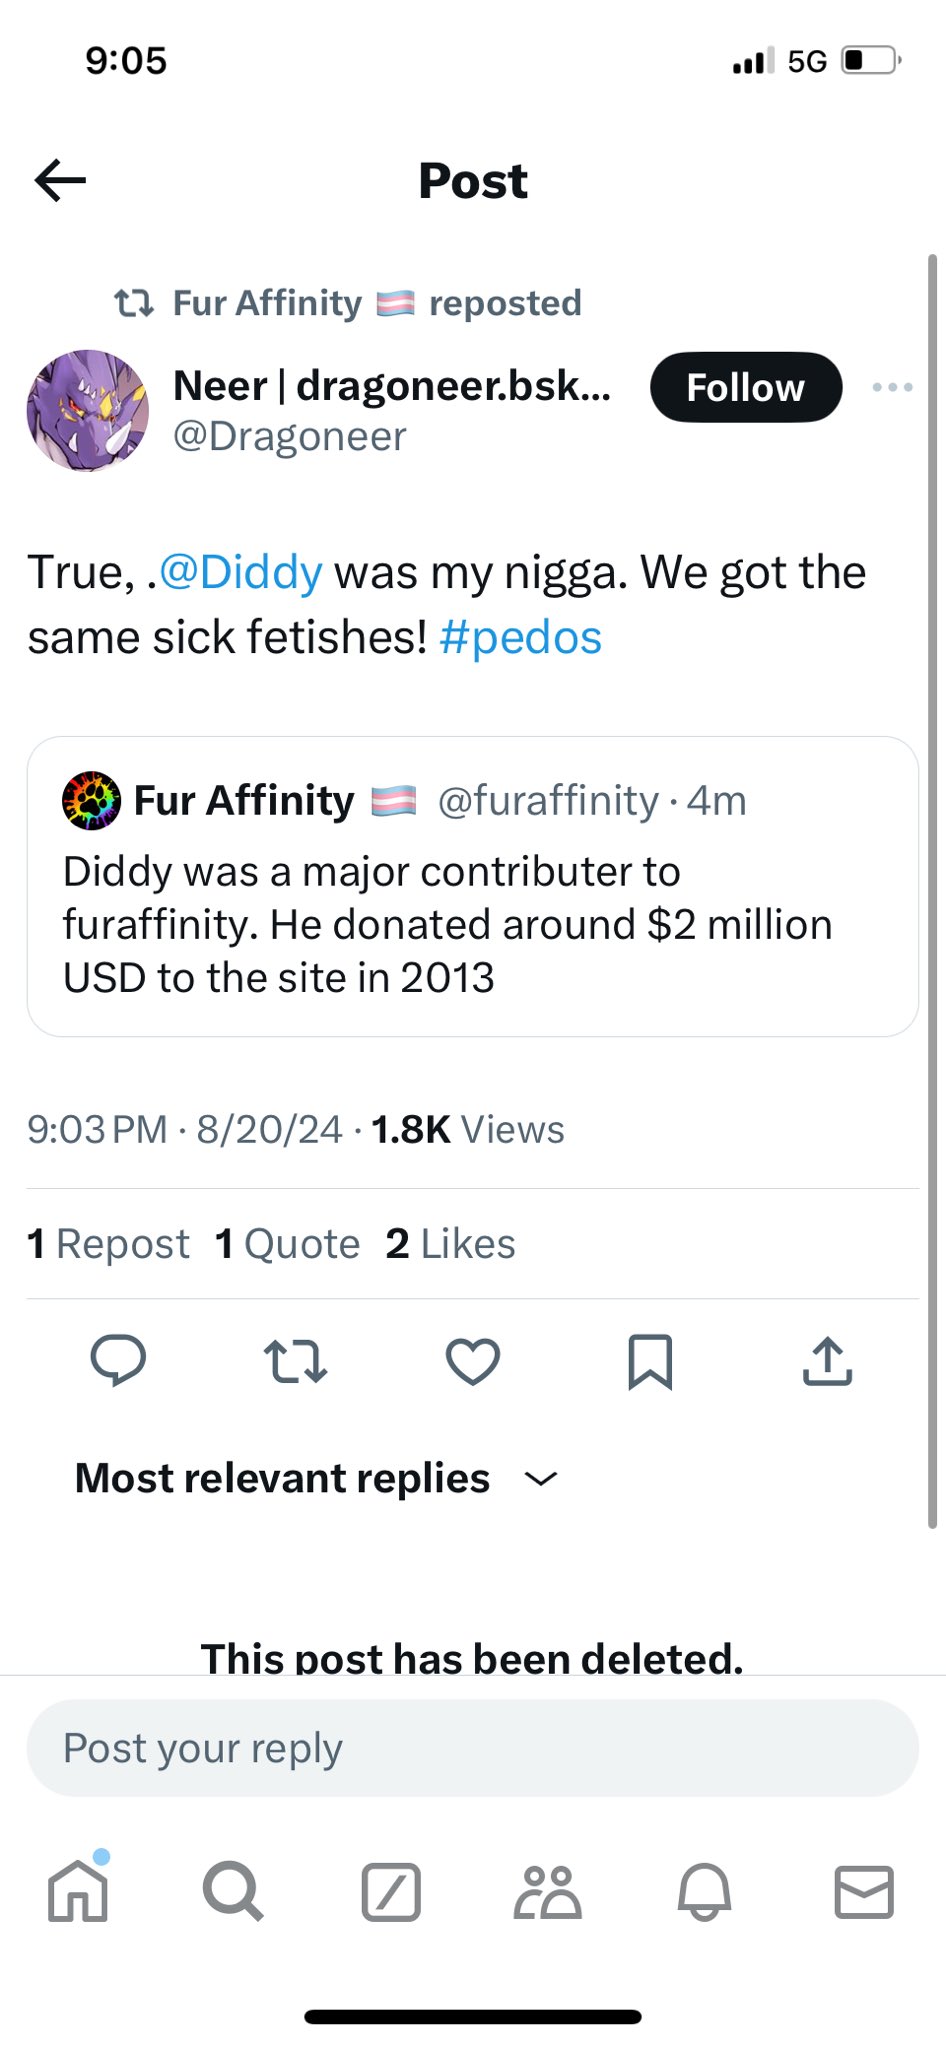 9:05
5G
Post
Fur Affinity 🏳️‍⚧️ reposted
Neer | dragoneer.bsk...
Follow
@Dragoneer
True, .@Diddy was my nigga. We got the
same sick fetishes! #pedos
Fur Affinity 🏳️‍⚧️ @furaffinity · 4m
Diddy was a major contributer to
furaffinity. He donated around $2 million
USD to the site in 2013
9:03 PM · 8/20/24 · 1.8K Views
1 Repost 1 Quote 2 Likes
Most relevant replies
This post has been deleted.
Post your reply